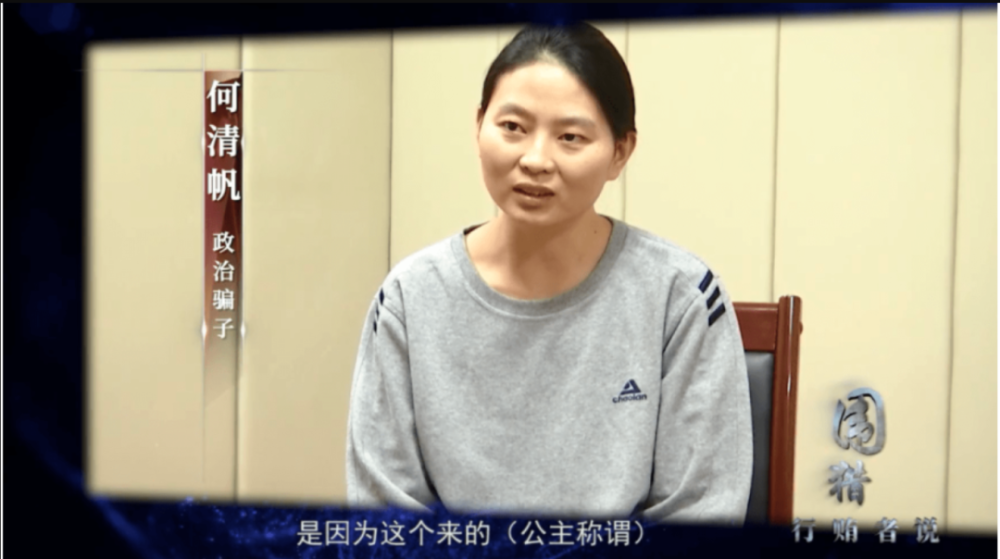 何清帆
政治骗子
围猎
行贿者说
是因为这个来的（公主称谓）